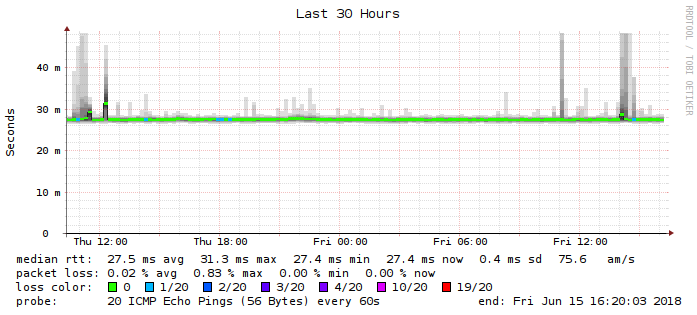 Last 30 Hours
RRDTOOL / TOBI OETIKER
Seconds
40 m
30 m
20 m
10 m
0
Thu 12:00 Thu 18:00 Fri 00:00 Fri 06:00 Fri 12:00
median rtt: 27.5 ms avg 31.3 ms max 27.4 ms min 27.4 ms now 0.4 ms sd 75.6 am/s
packet loss: 0.02 % avg 0.83 % max 0.00 % min 0.00 % now
loss color: 0 1/20 2/20 3/20 4/20 10/20 19/20
probe: 20 ICMP Echo Pings (56 Bytes) every 60s end: Fri Jun 15 16:20:03 2018